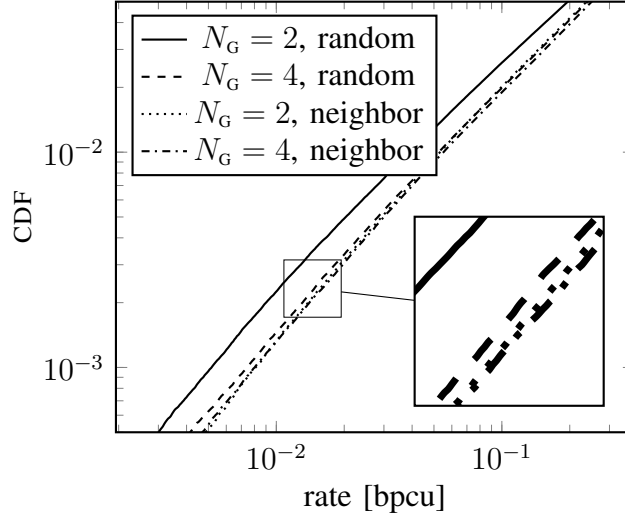 N_G = 2, random
N_G = 4, random
N_G = 2, neighbor
N_G = 4, neighbor
10^{-2}
CDF
10^{-3}
10^{-2}
10^{-1}
rate [bpcu]